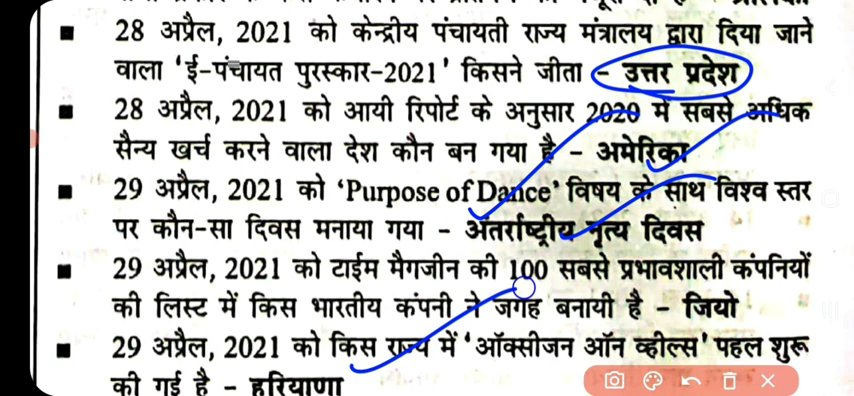 28 अप्रैल, 2021 को केन्द्रीय पंचायती राज्य मंत्रालय द्वारा दिया जाने
वाला 'ई-पंचायत पुरस्कार-2021' किसने जीता - उत्तर प्रदेश
28 अप्रैल, 2021 को आयी रिपोर्ट के अनुसार 2020 में सबसे अधिक
सैन्य खर्च करने वाला देश कौन बन गया है - अमेरिका
29 अप्रैल, 2021 को 'Purpose of Dance' विषय के साथ विश्व स्तर
पर कौन-सा दिवस मनाया गया - अंतर्राष्ट्रीय नृत्य दिवस
29 अप्रैल, 2021 को टाईम मैगजीन की 100 सबसे प्रभावशाली कंपनियों
की लिस्ट में किस भारतीय कंपनी ने जगह बनायी है - जियो
29 अप्रैल, 2021 को किस राज्य में 'ऑक्सीजन ऑन व्हील्स' पहल शुरू
की गई है - हरियाणा